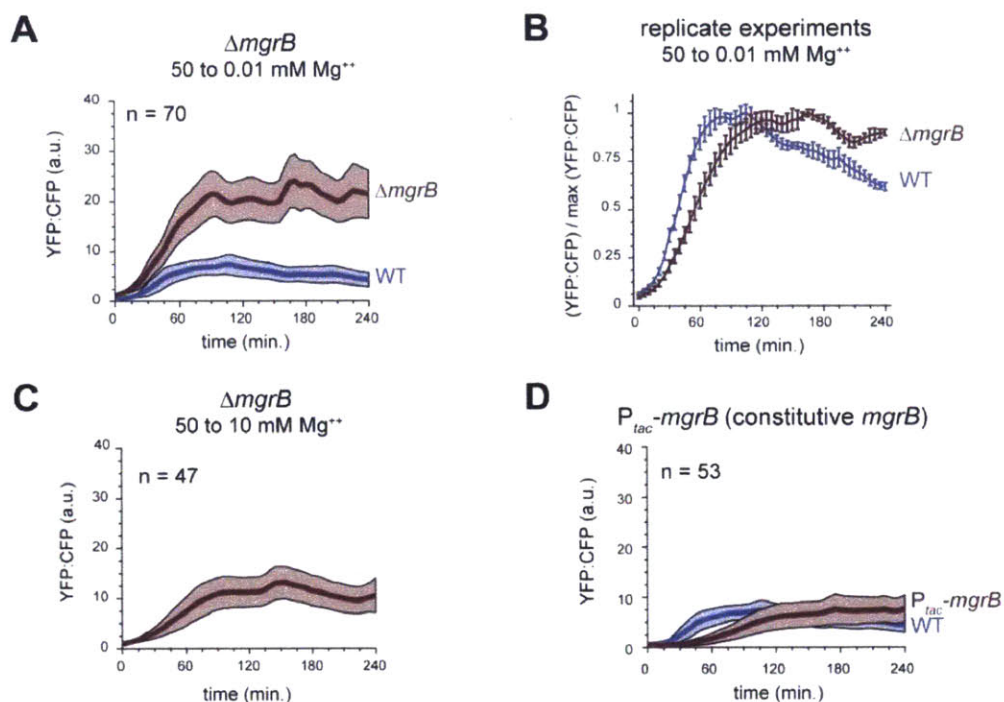 A
ΔmgrB
50 to 0.01 mM Mg++
n = 70
YFP:CFP (a.u.)
40
30
20
10
0
ΔmgrB
WT
0 60 120 180 240
time (min.)
B
replicate experiments
50 to 0.01 mM Mg++
(YFP:CFP) / max (YFP:CFP)
1
0.75
0.5
0.25
0
ΔmgrB
WT
0 60 120 180 240
time (min.)
C
ΔmgrB
50 to 10 mM Mg++
n = 47
YFP:CFP (a.u.)
40
30
20
10
0
0 60 120 180 240
time (min.)
D
Ptac-mgrB (constitutive mgrB)
n = 53
YFP:CFP (a.u.)
40
30
20
10
0
Ptac-mgrB
WT
0 60 120 180 240
time (min.)